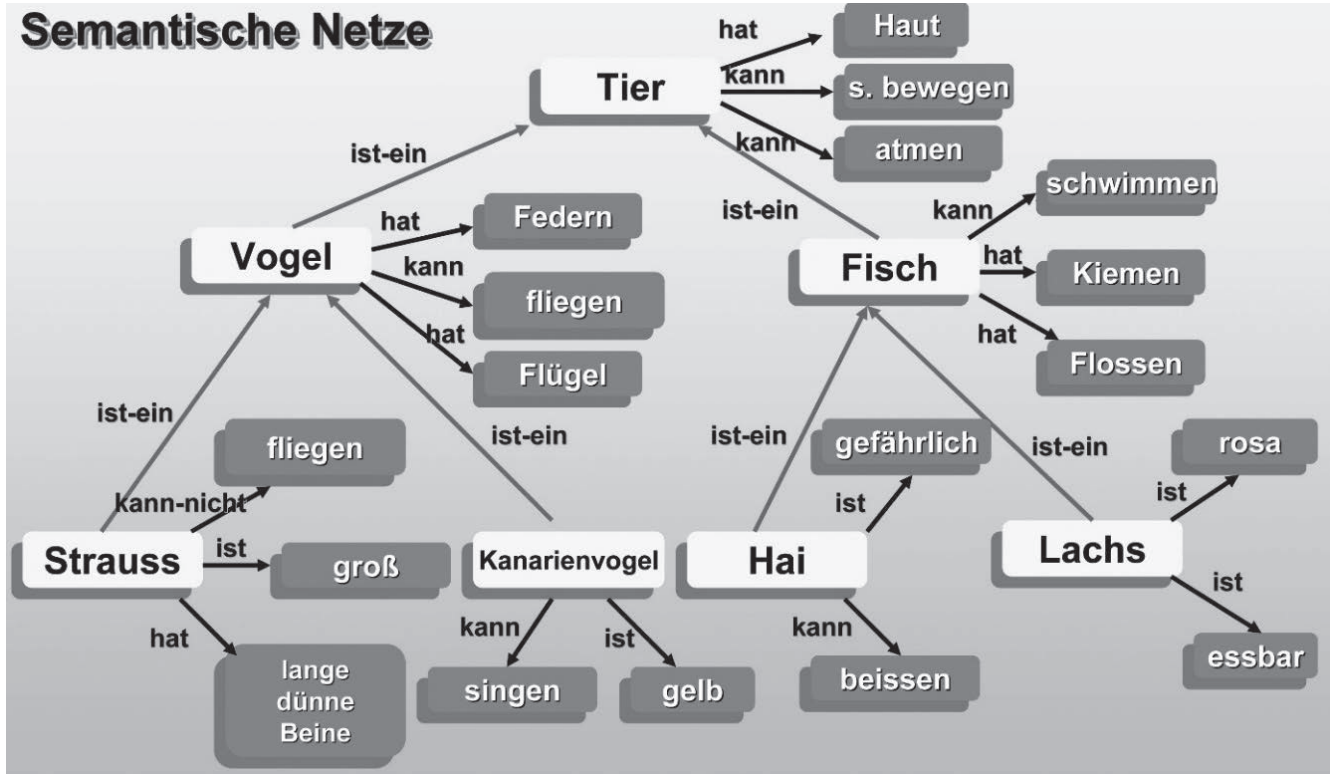 Semantische Netze
hat
Haut
Tier
kann
s. bewegen
kann
atmen
ist-ein
ist-ein
Vogel
hat
Federn
kann
fliegen
hat
Flügel
Fisch
kann
schwimmen
hat
Kiemen
hat
Flossen
ist-ein
ist-ein
ist-ein
ist-ein
Strauss
kann-nicht
fliegen
ist
groß
hat
lange
dünne
Beine
Kanarienvogel
kann
singen
ist
gelb
Hai
ist
gefährlich
kann
beissen
Lachs
ist
rosa
ist
essbar